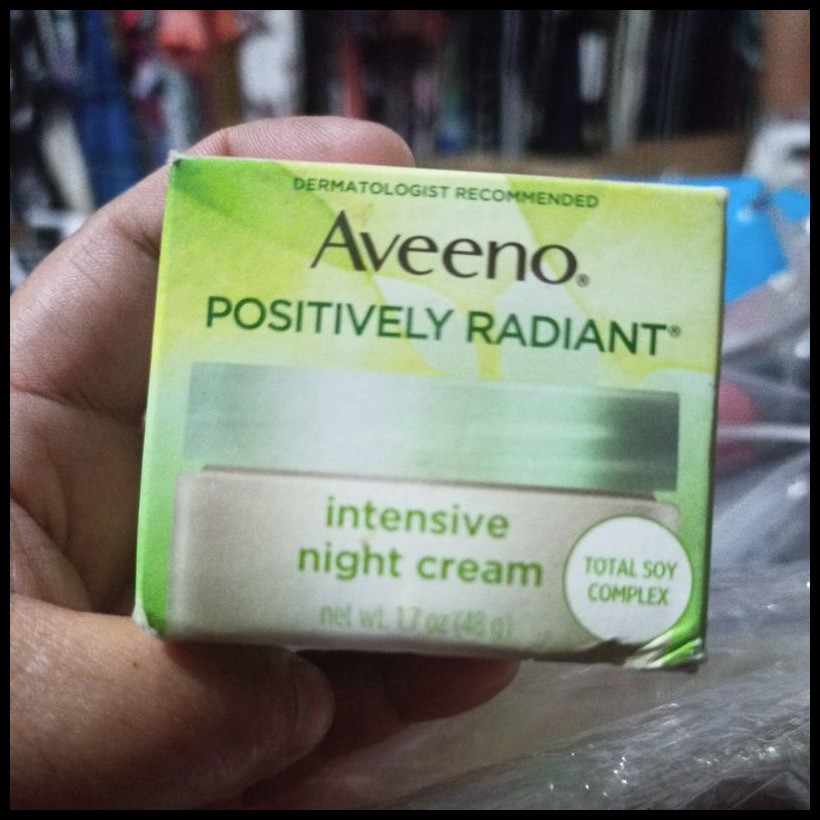 DERMATOLOGIST RECOMMENDED
Aveeno®
POSITIVELY RADIANT®
intensive
night cream
TOTAL SOY
COMPLEX
net wt. 1.7 oz (48 g)